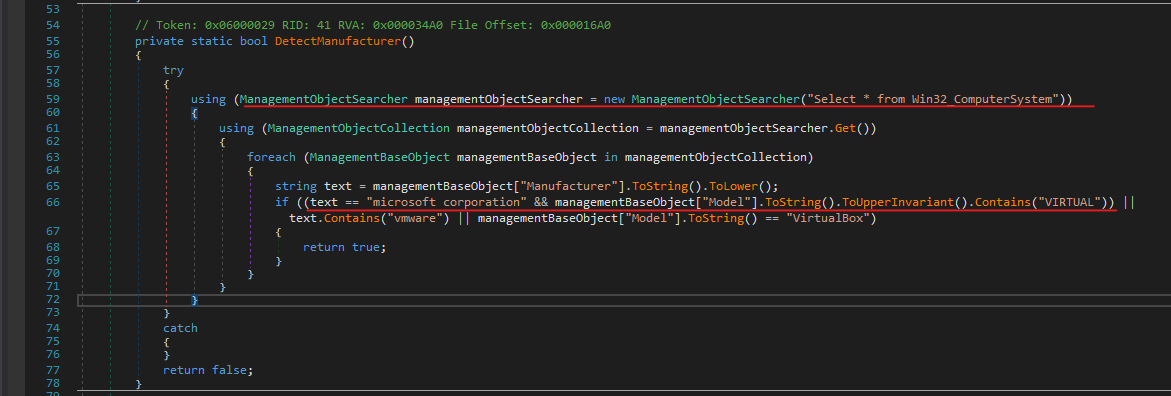 53
54 // Token: 0x06000029 RID: 41 RVA: 0x000034A0 File Offset: 0x000016A0
55 private static bool DetectManufacturer()
56 {
57 try
58 {
59 using (ManagementObjectSearcher managementObjectSearcher = new ManagementObjectSearcher("Select * from Win32_ComputerSystem"))
60 {
61 using (ManagementObjectCollection managementObjectCollection = managementObjectSearcher.Get())
62 {
63 foreach (ManagementBaseObject managementBaseObject in managementObjectCollection)
64 {
65 string text = managementBaseObject["Manufacturer"].ToString().ToLower();
66 if ((text == "microsoft corporation" && managementBaseObject["Model"].ToString().ToUpperInvariant().Contains("VIRTUAL")) ||
text.Contains("vmware") || managementBaseObject["Model"].ToString() == "VirtualBox")
67 {
68 return true;
69 }
70 }
71 }
72 }
73 }
74 catch
75 {
76 }
77 return false;
78 }
79